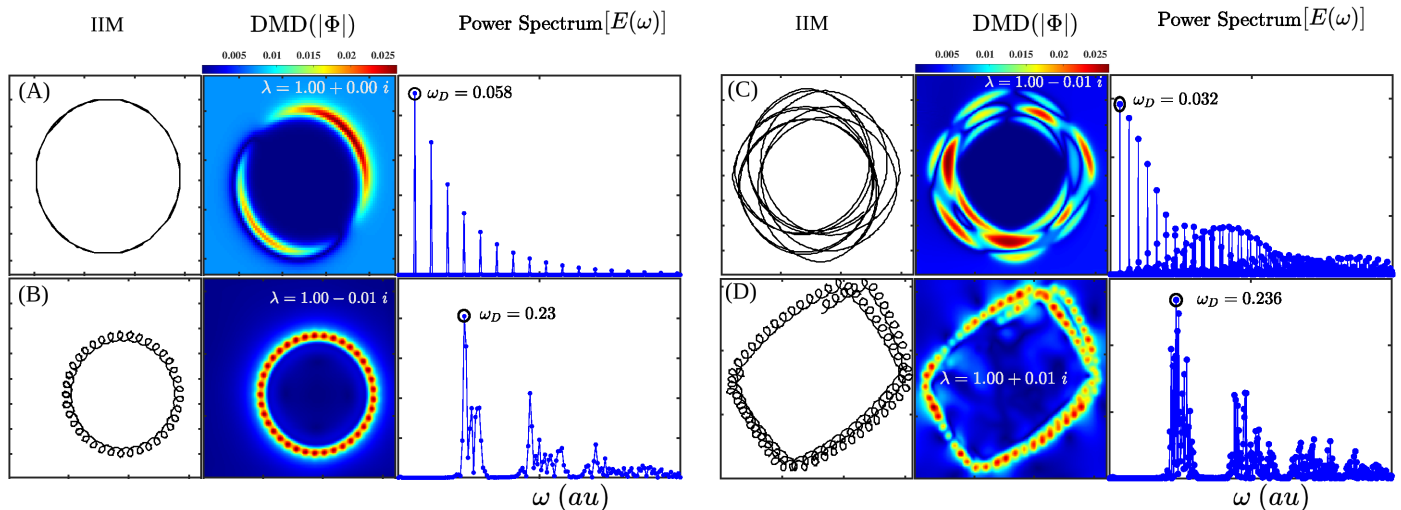 IIM
DMD(|Φ|)
Power Spectrum[E(ω)]
0.005 0.01 0.015 0.02 0.025
(A)
λ = 1.00 + 0.00 i
ω_D = 0.058
(B)
λ = 1.00 − 0.01 i
ω_D = 0.23
ω (au)
IIM
DMD(|Φ|)
Power Spectrum[E(ω)]
0.005 0.01 0.015 0.02 0.025
(C)
λ = 1.00 − 0.01 i
ω_D = 0.032
(D)
λ = 1.00 + 0.01 i
ω_D = 0.236
ω (au)